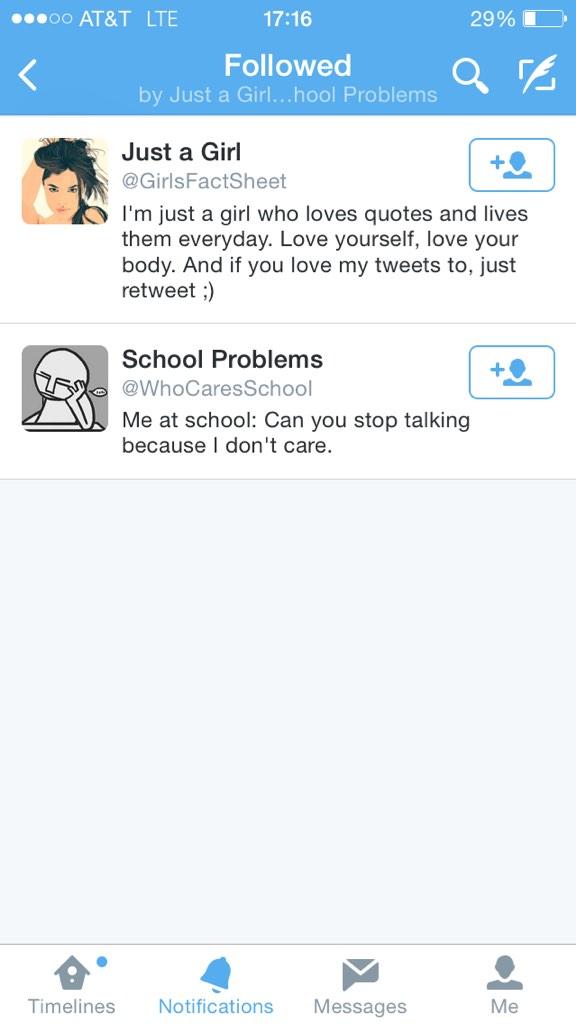 AT&T LTE 17:16 29%
Followed
by Just a Girl...hool Problems
Just a Girl
@GirlsFactSheet
I'm just a girl who loves quotes and lives
them everyday. Love yourself, love your
body. And if you love my tweets to, just
retweet ;)
School Problems
@WhoCaresSchool
Me at school: Can you stop talking
because I don't care.
Timelines Notifications Messages Me